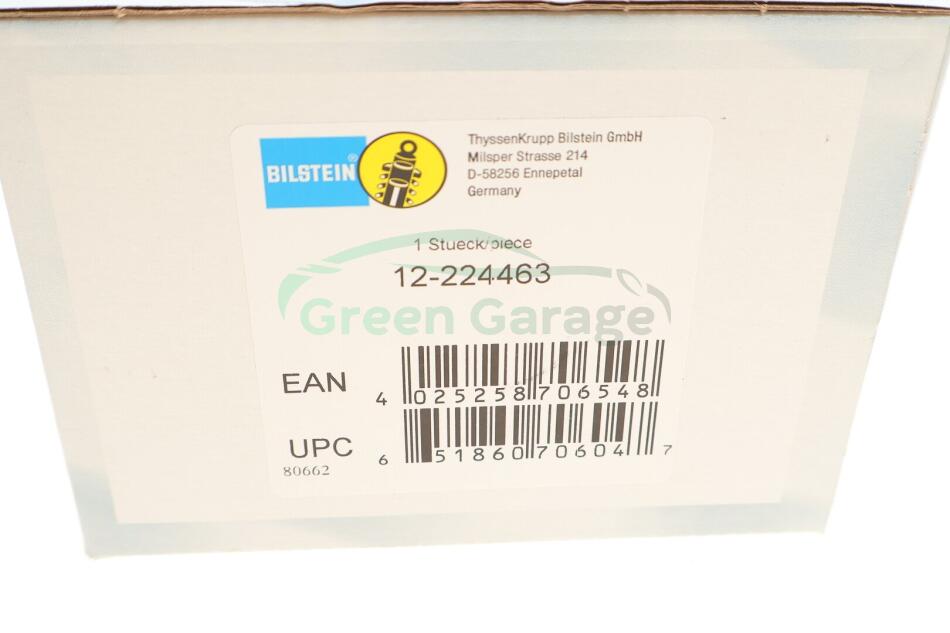 BILSTEIN®
ThyssenKrupp Bilstein GmbH
Milsper Strasse 214
D-58256 Ennepetal
Germany
1 Stueck/piece
12-224463
Green Garage
EAN
4 025258 706548
UPC
6 51860 70604 7
80662